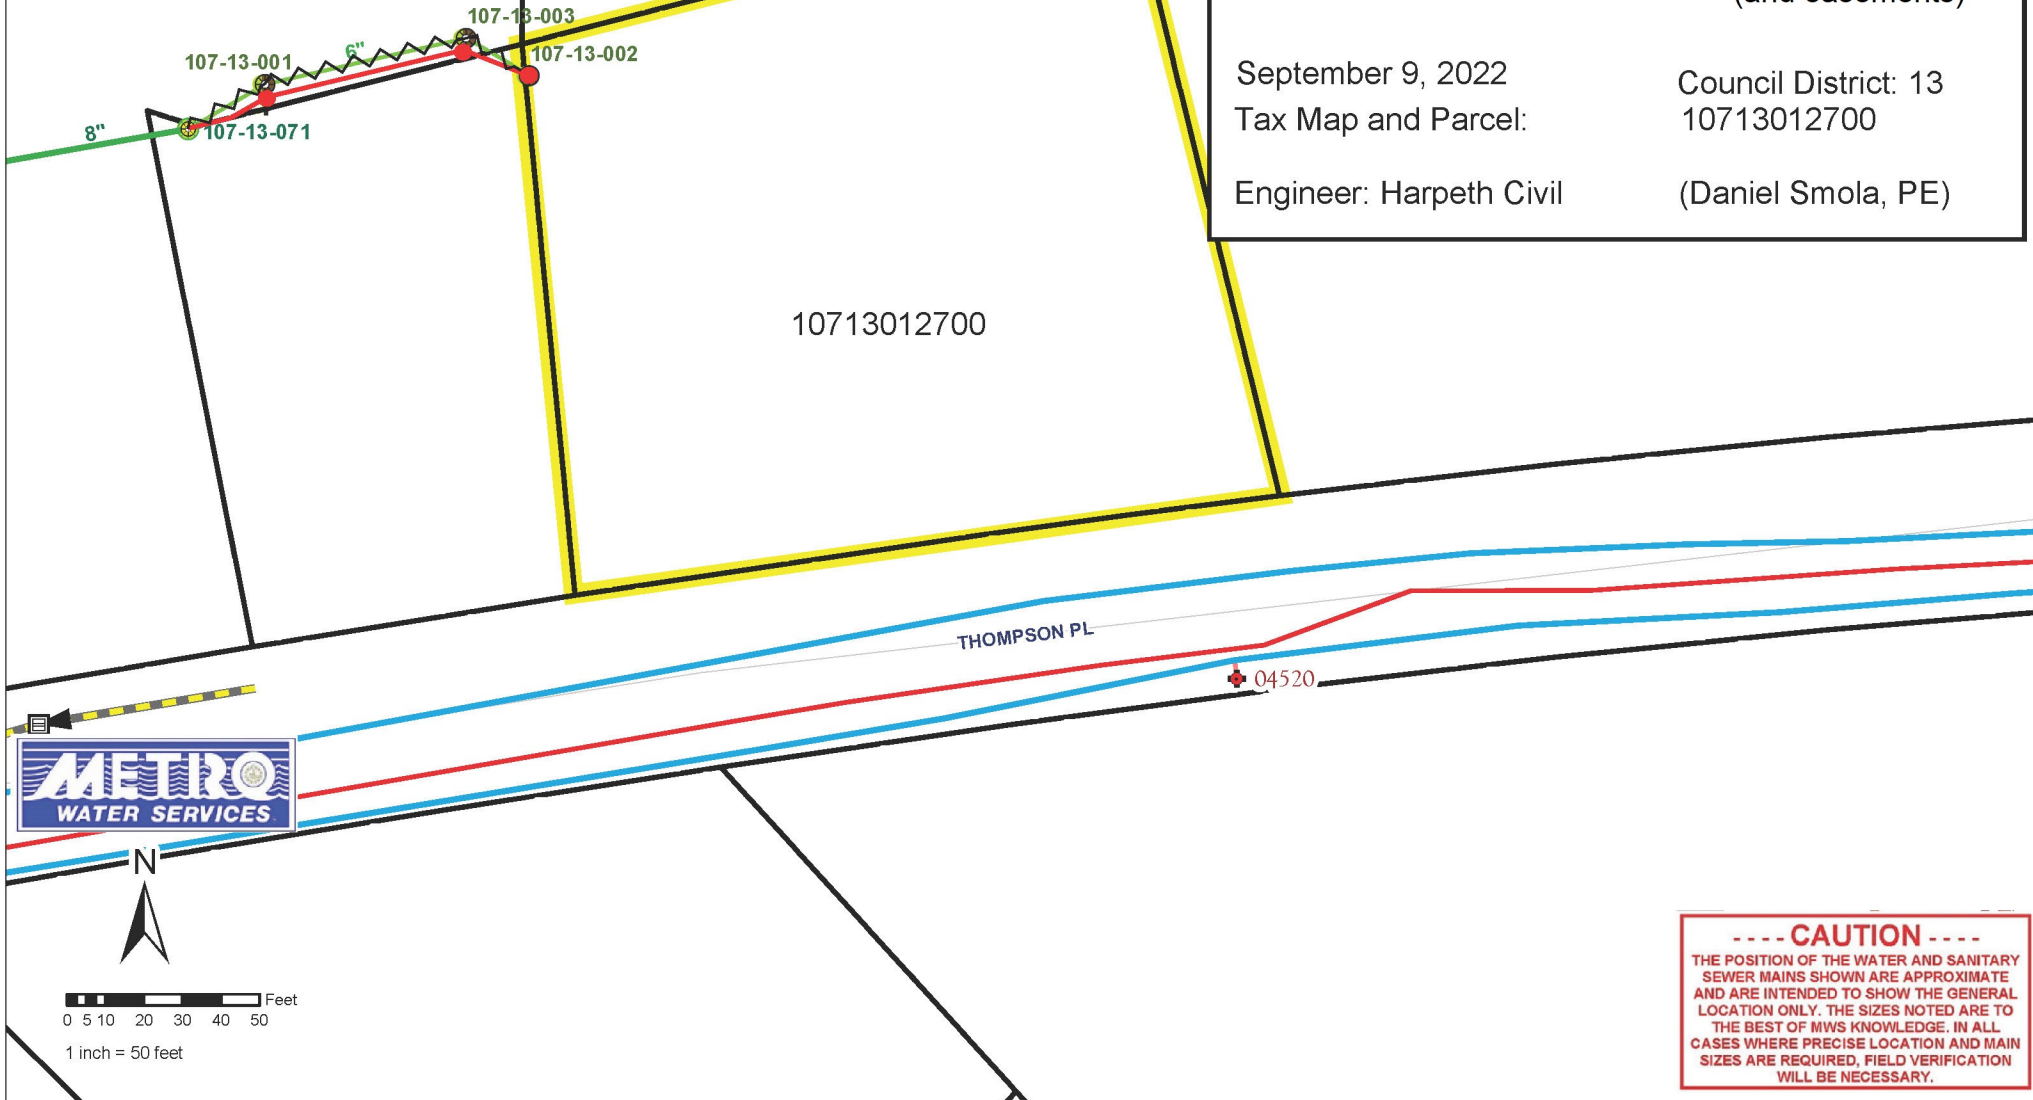 (and easements)
September 9, 2022
Council District: 13
Tax Map and Parcel:
10713012700
Engineer: Harpeth Civil
(Daniel Smola, PE)
107-13-003
107-13-002
107-13-001
6"
8"
107-13-071
10713012700
THOMPSON PL
04520
METRO
WATER SERVICES
N
Feet
0 5 10 20 30 40 50
1 inch = 50 feet
---- CAUTION ----
THE POSITION OF THE WATER AND SANITARY
SEWER MAINS SHOWN ARE APPROXIMATE
AND ARE INTENDED TO SHOW THE GENERAL
LOCATION ONLY. THE SIZES NOTED ARE TO
THE BEST OF MWS KNOWLEDGE. IN ALL
CASES WHERE PRECISE LOCATION AND MAIN
SIZES ARE REQUIRED, FIELD VERIFICATION
WILL BE NECESSARY.